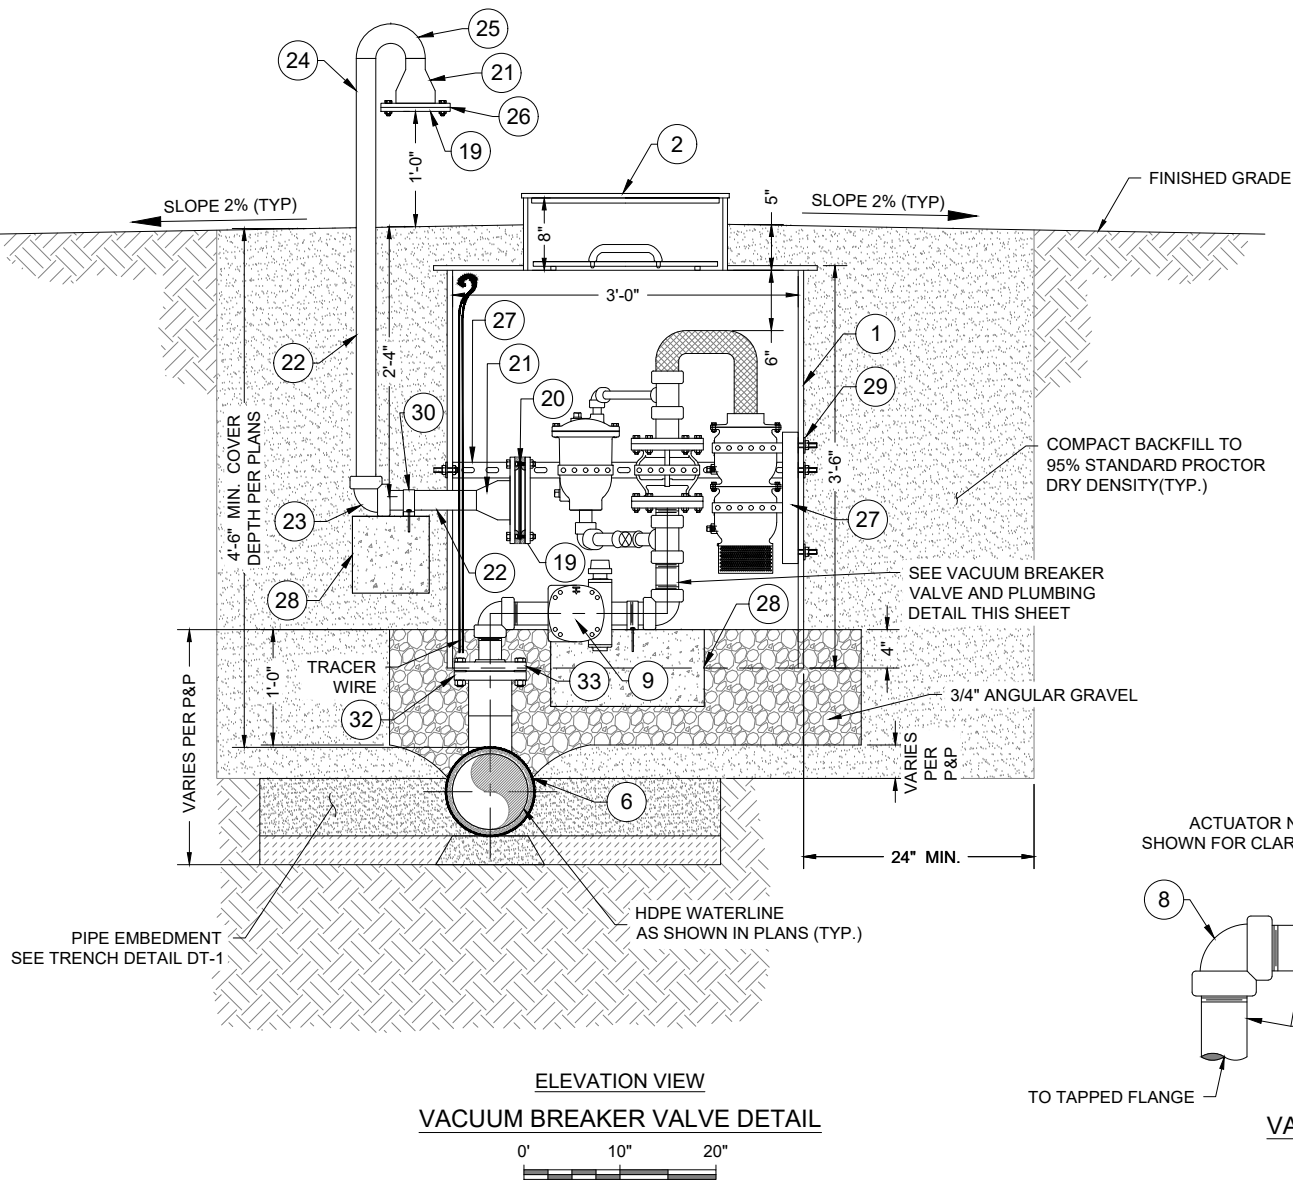 25
24
21
26
19
2
1'-0"
SLOPE 2% (TYP)
5"
SLOPE 2% (TYP)
FINISHED GRADE
8"
3'-0"
27
22
2'-4"
21
6"
1
20
29
30
4'-6" MIN. COVER
DEPTH PER PLANS
3'-6"
COMPACT BACKFILL TO
95% STANDARD PROCTOR
DRY DENSITY(TYP.)
23
27
19
22
28
SEE VACUUM BREAKER
VALVE AND PLUMBING
DETAIL THIS SHEET
28
VARIES PER P&P
1'-0"
TRACER
WIRE
33
9
4"
32
3/4" ANGULAR GRAVEL
VARIES
PER
P&P
6
24" MIN.
ACTUATOR N
SHOWN FOR CLAR
8
PIPE EMBEDMENT
SEE TRENCH DETAIL DT-1
HDPE WATERLINE
AS SHOWN IN PLANS (TYP.)
TO TAPPED FLANGE
ELEVATION VIEW
VACUUM BREAKER VALVE DETAIL
VA
0' 10" 20"